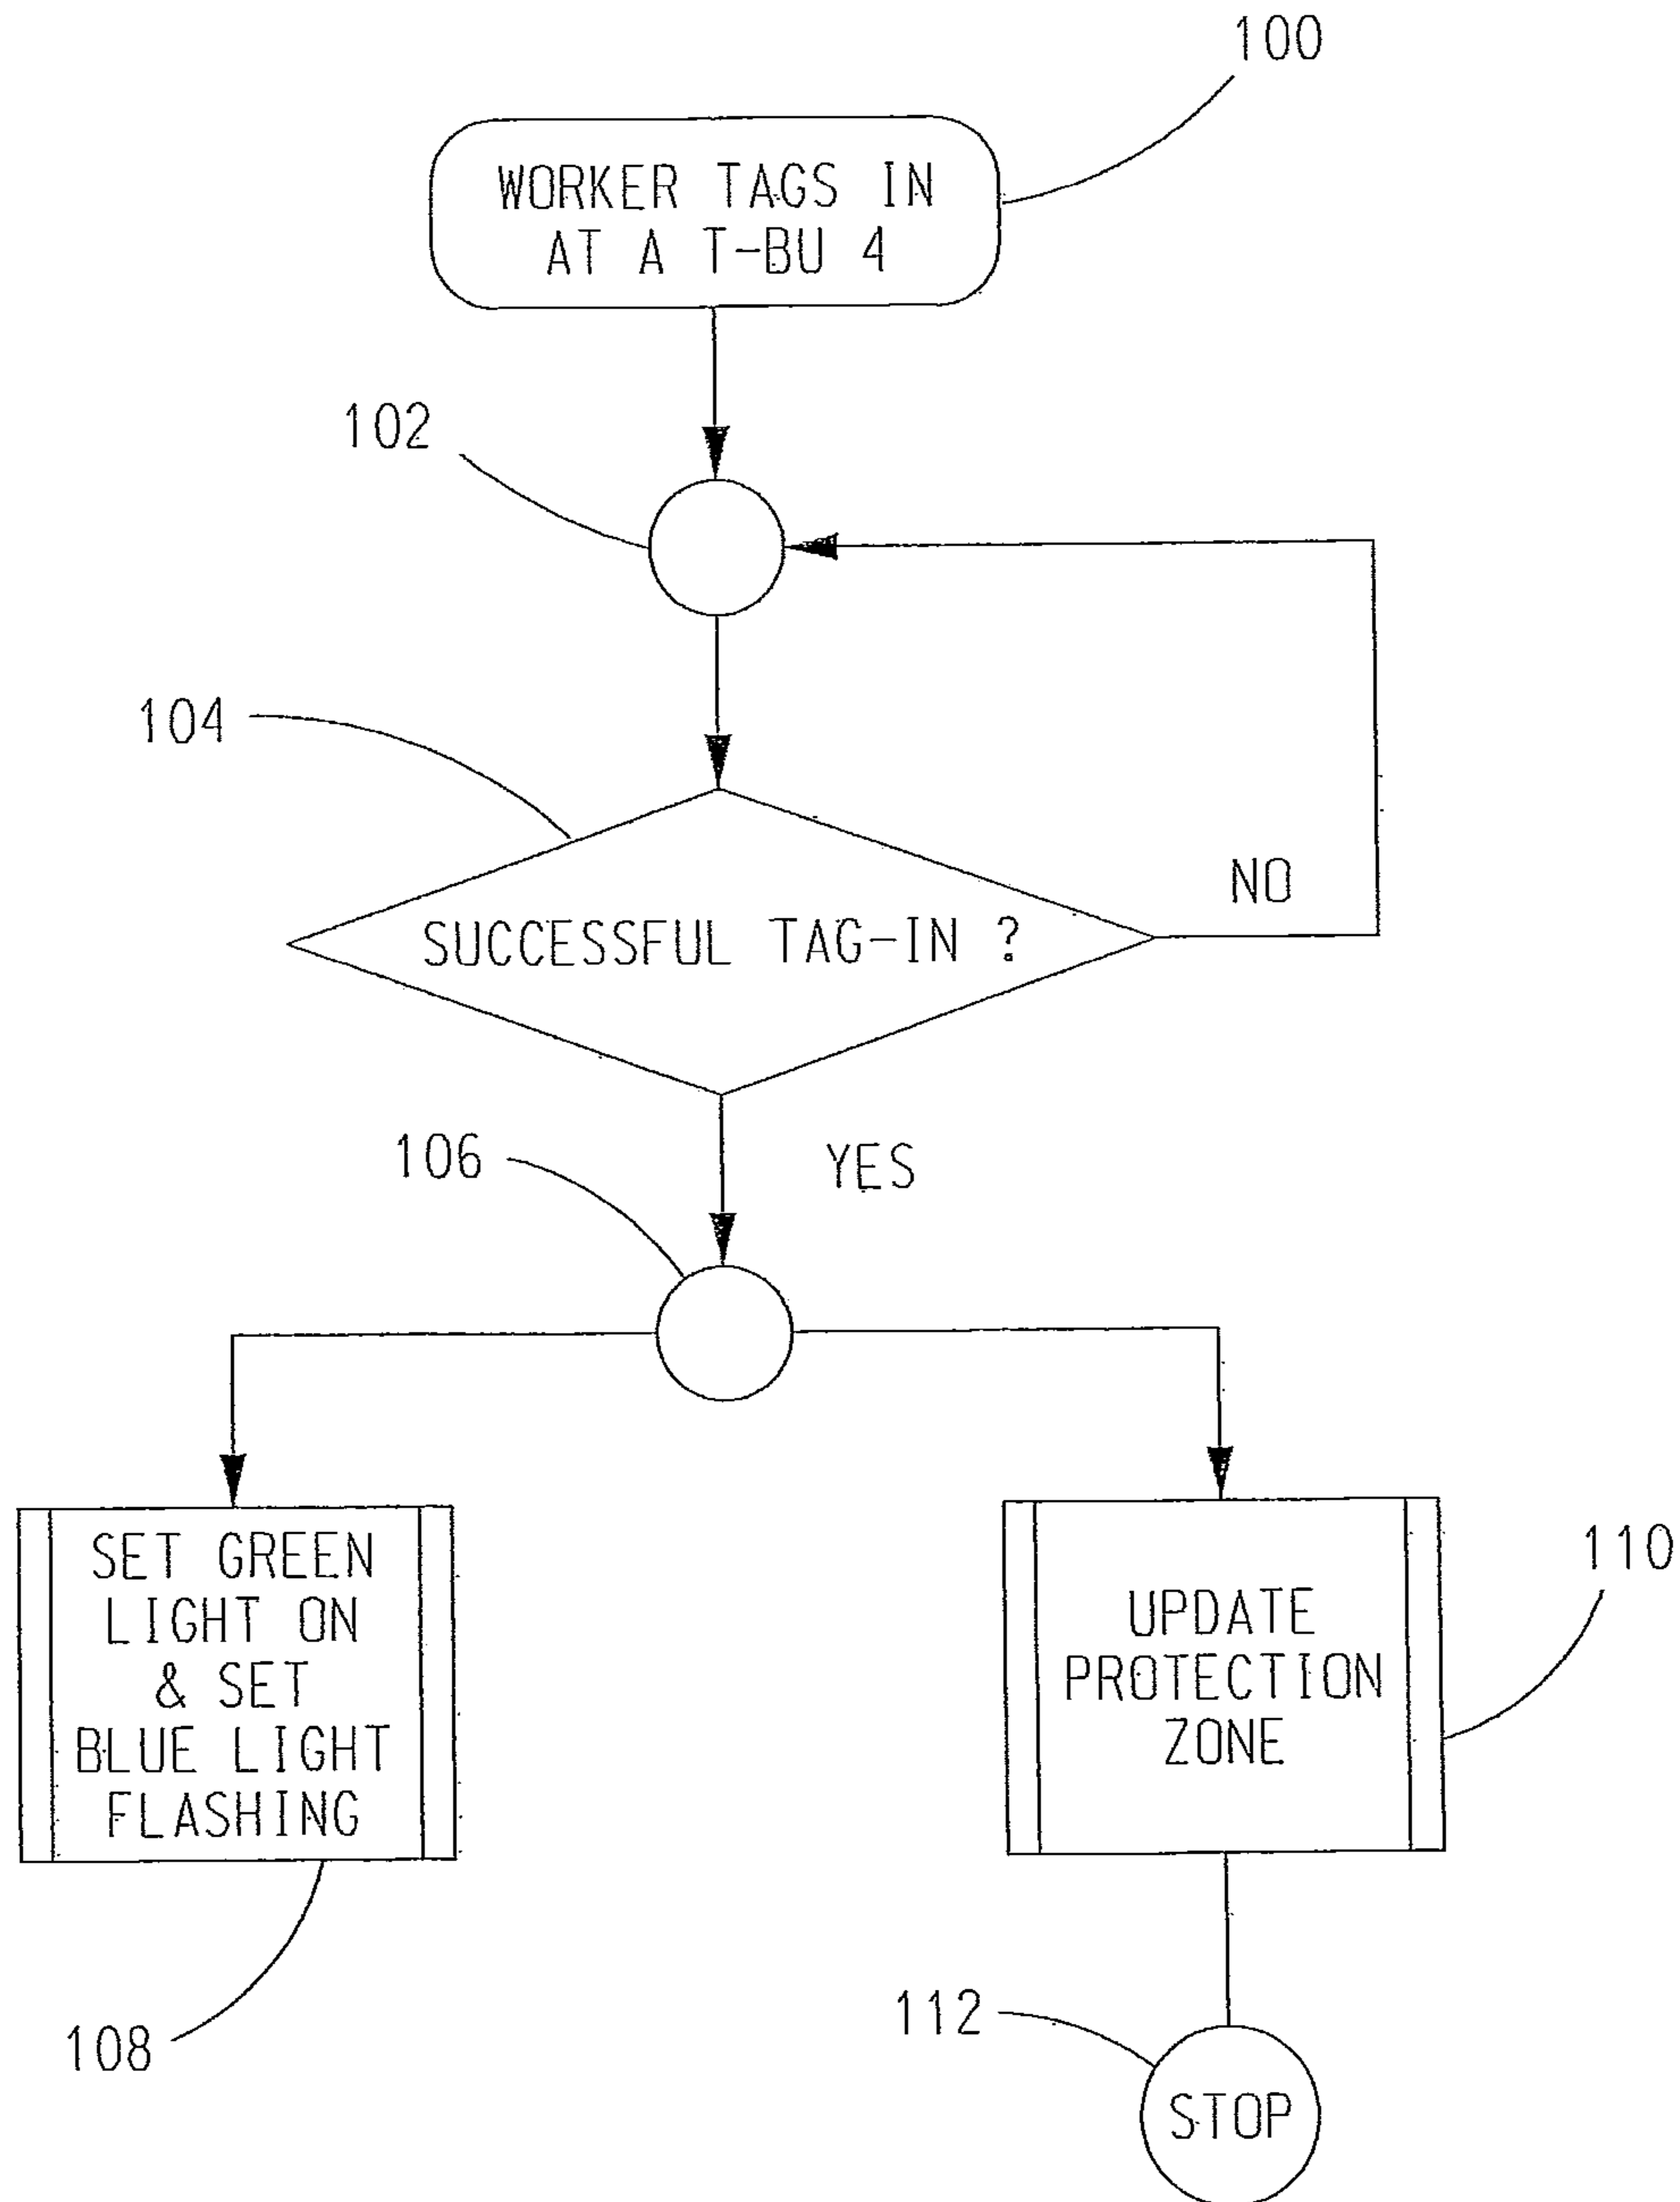 100
WORKER TAGS IN
AT A T-BU 4
102
104
NO
SUCCESSFUL TAG-IN ?
106
YES
SET GREEN
LIGHT ON
& SET
BLUE LIGHT
FLASHING
110
UPDATE
PROTECTION
ZONE
108
112
STOP